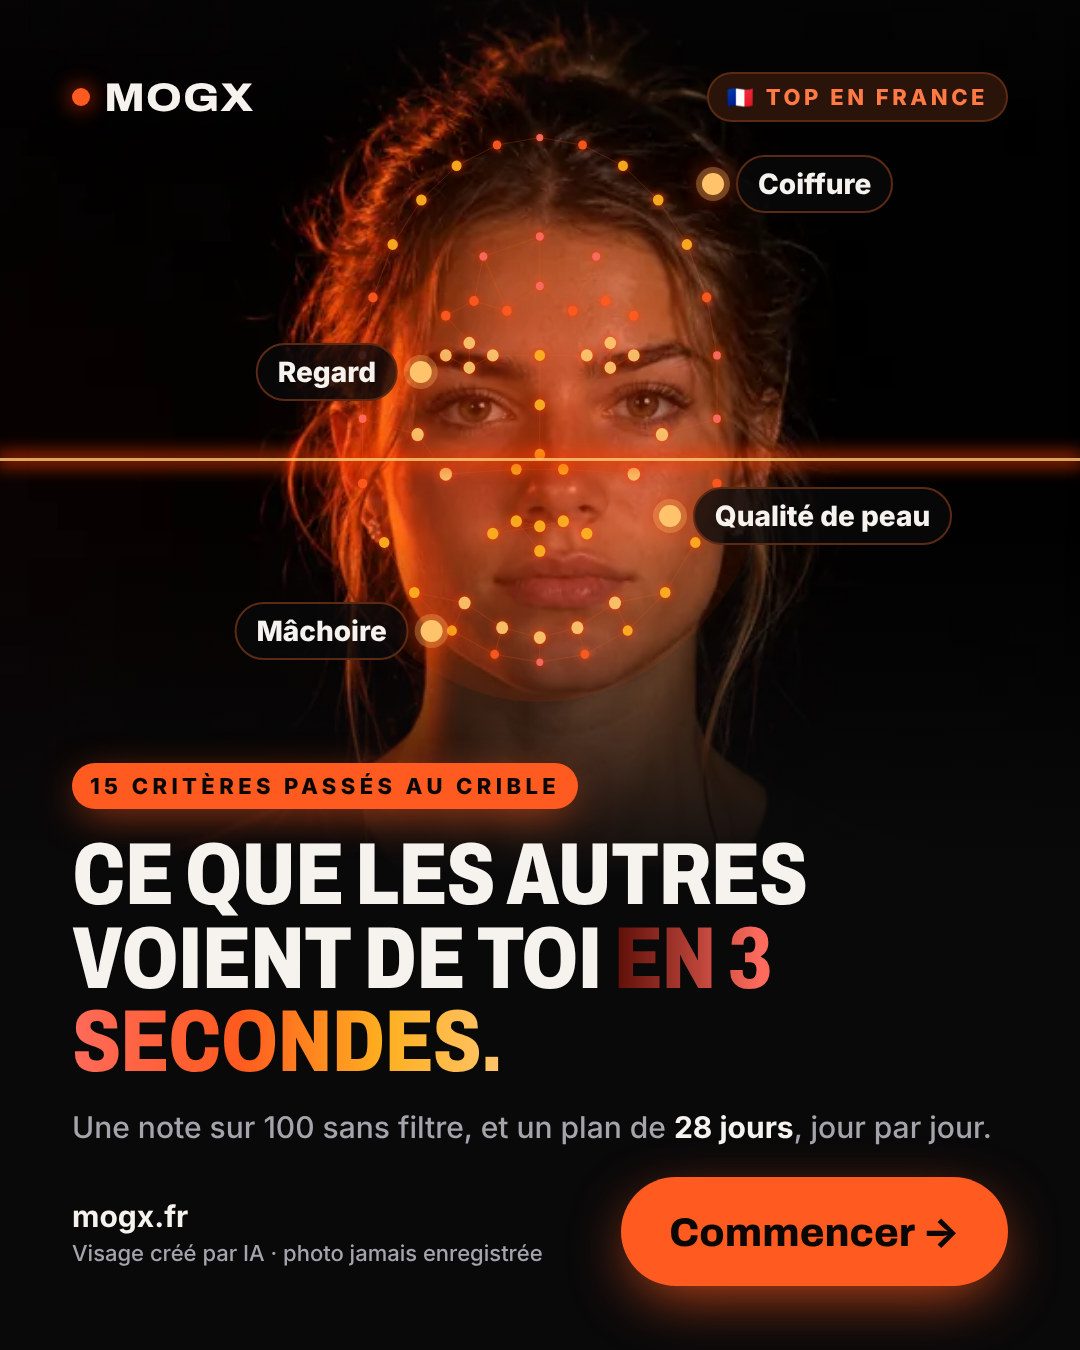 MOGX
🇫🇷 TOP EN FRANCE
Coiffure
Regard
Qualité de peau
Mâchoire
15 CRITÈRES PASSÉS AU CRIBLE
CE QUE LES AUTRES
VOIENT DE TOI EN 3
SECONDES.
Une note sur 100 sans filtre, et un plan de 28 jours, jour par jour.
mogx.fr
Visage créé par IA · photo jamais enregistrée
Commencer →